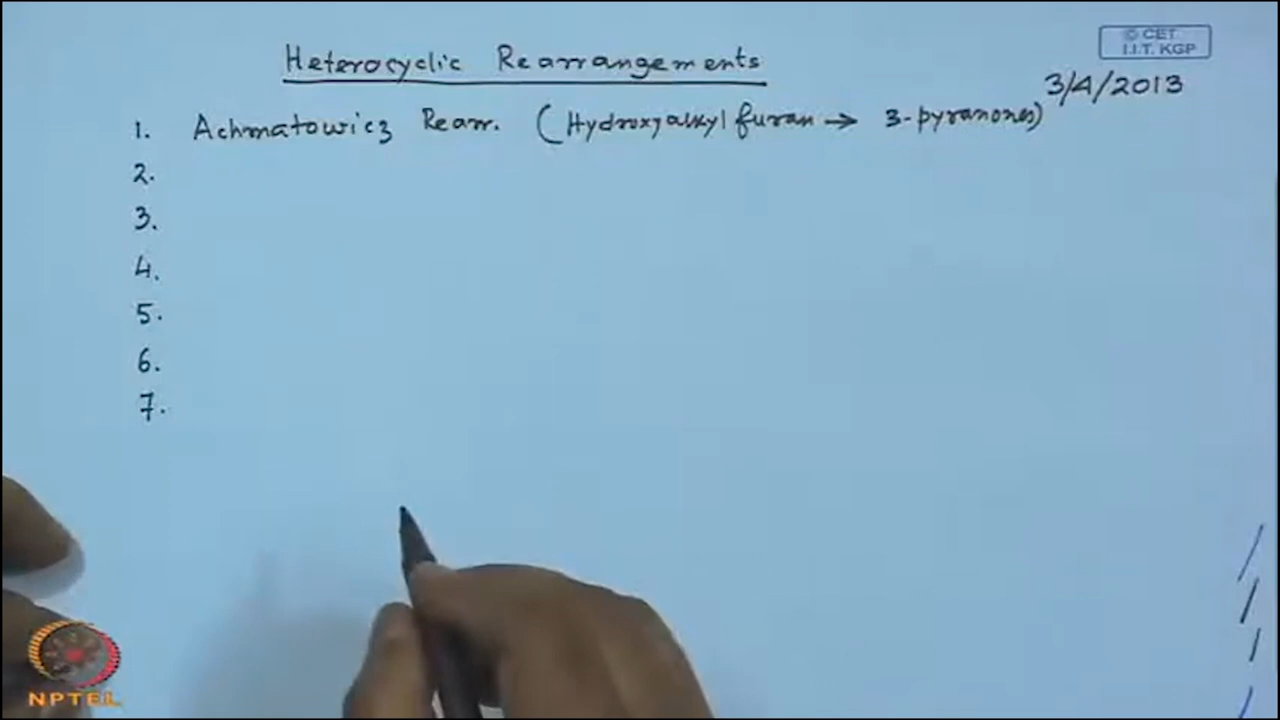 © CET
I.I.T. KGP
Heterocyclic Rearrangements
3/4/2013
1. Achmatowicz Rearr. (Hydroxyalkyl furan → 3-pyranones)
2.
3.
4.
5.
6.
7.
NPTEL